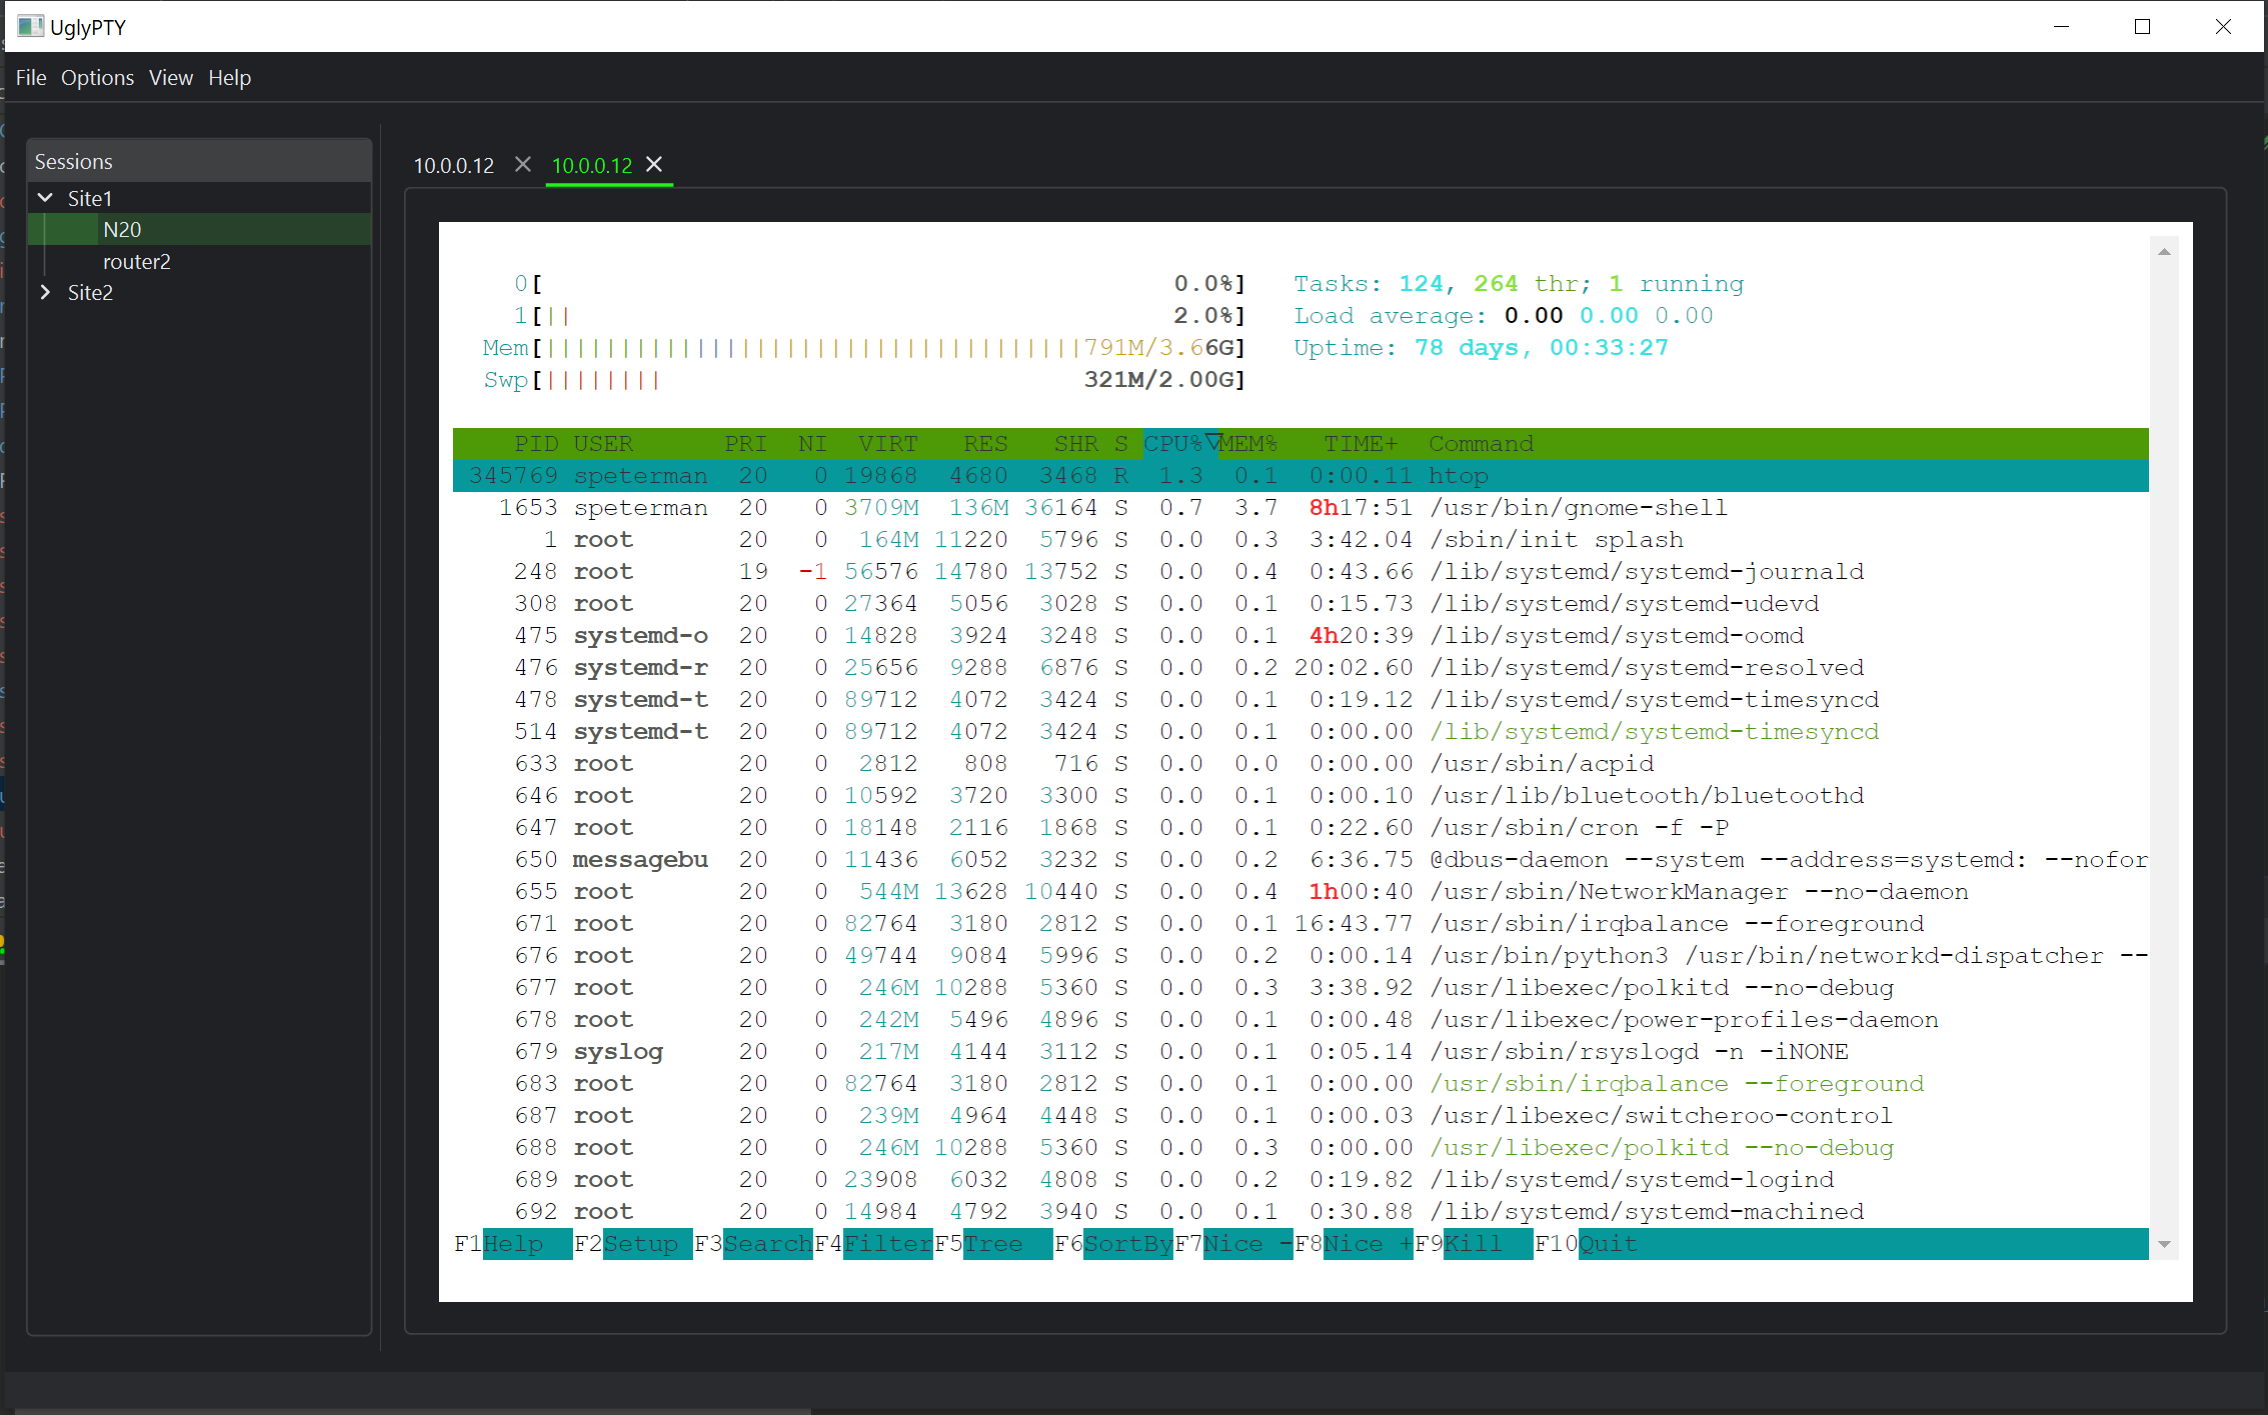 UglyPTY
File Options View Help
Sessions
Site1
N20
router2
Site2
10.0.0.12 10.0.0.12
0[ 0.0%] Tasks: 124, 264 thr; 1 running
1[|| 2.0%] Load average: 0.00 0.00 0.00
Mem[||||||||||||||||||||||||||||||||||||791M/3.66G] Uptime: 78 days, 00:33:27
Swp[|||||||| 321M/2.00G]
PID USER PRI NI VIRT RES SHR S CPU%▽MEM% TIME+ Command
345769 speterman 20 0 19868 4680 3468 R 1.3 0.1 0:00.11 htop
1653 speterman 20 0 3709M 136M 36164 S 0.7 3.7 8h17:51 /usr/bin/gnome-shell
1 root 20 0 164M 11220 5796 S 0.0 0.3 3:42.04 /sbin/init splash
248 root 19 -1 56576 14780 13752 S 0.0 0.4 0:43.66 /lib/systemd/systemd-journald
308 root 20 0 27364 5056 3028 S 0.0 0.1 0:15.73 /lib/systemd/systemd-udevd
475 systemd-o 20 0 14828 3924 3248 S 0.0 0.1 4h20:39 /lib/systemd/systemd-oomd
476 systemd-r 20 0 25656 9288 6876 S 0.0 0.2 20:02.60 /lib/systemd/systemd-resolved
478 systemd-t 20 0 89712 4072 3424 S 0.0 0.1 0:19.12 /lib/systemd/systemd-timesyncd
514 systemd-t 20 0 89712 4072 3424 S 0.0 0.1 0:00.00 /lib/systemd/systemd-timesyncd
633 root 20 0 2812 808 716 S 0.0 0.0 0:00.00 /usr/sbin/acpid
646 root 20 0 10592 3720 3300 S 0.0 0.1 0:00.10 /usr/lib/bluetooth/bluetoothd
647 root 20 0 18148 2116 1868 S 0.0 0.1 0:22.60 /usr/sbin/cron -f -P
650 messagebu 20 0 11436 6052 3232 S 0.0 0.2 6:36.75 @dbus-daemon --system --address=systemd: --nofor
655 root 20 0 544M 13628 10440 S 0.0 0.4 1h00:40 /usr/sbin/NetworkManager --no-daemon
671 root 20 0 82764 3180 2812 S 0.0 0.1 16:43.77 /usr/sbin/irqbalance --foreground
676 root 20 0 49744 9084 5996 S 0.0 0.2 0:00.14 /usr/bin/python3 /usr/bin/networkd-dispatcher --
677 root 20 0 246M 10288 5360 S 0.0 0.3 3:38.92 /usr/libexec/polkitd --no-debug
678 root 20 0 242M 5496 4896 S 0.0 0.1 0:00.48 /usr/libexec/power-profiles-daemon
679 syslog 20 0 217M 4144 3112 S 0.0 0.1 0:05.14 /usr/sbin/rsyslogd -n -iNONE
683 root 20 0 82764 3180 2812 S 0.0 0.1 0:00.00 /usr/sbin/irqbalance --foreground
687 root 20 0 239M 4964 4448 S 0.0 0.1 0:00.03 /usr/libexec/switcheroo-control
688 root 20 0 246M 10288 5360 S 0.0 0.3 0:00.00 /usr/libexec/polkitd --no-debug
689 root 20 0 23908 6032 4808 S 0.0 0.2 0:19.82 /lib/systemd/systemd-logind
692 root 20 0 14984 4792 3940 S 0.0 0.1 0:30.88 /lib/systemd/systemd-machined
F1Help F2Setup F3SearchF4FilterF5Tree F6SortByF7Nice -F8Nice +F9Kill F10Quit